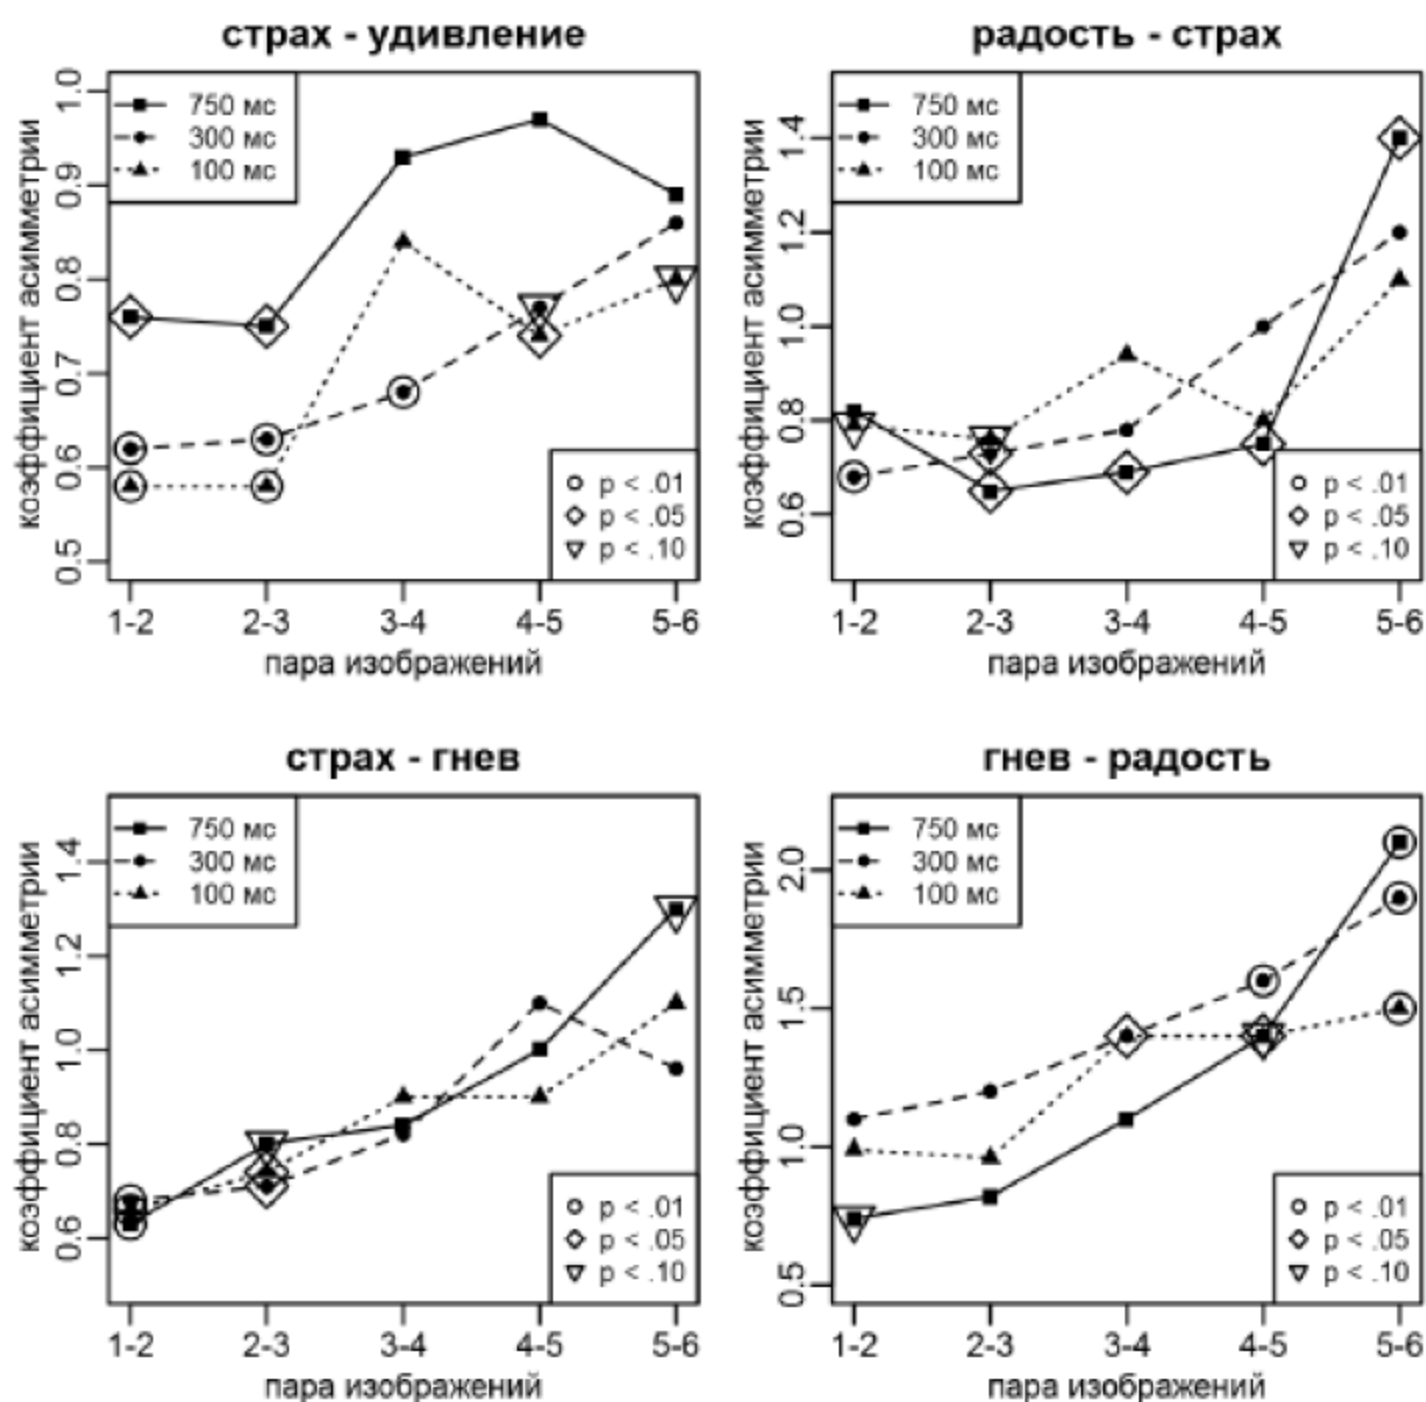 страх - удивление
коэффициент асимметрии
1.0
0.9
0.8
0.7
0.6
0.5
750 мс
300 мс
100 мс
p < .01
p < .05
p < .10
1-2 2-3 3-4 4-5 5-6
пара изображений
радость - страх
коэффициент асимметрии
1.4
1.2
1.0
0.8
0.6
750 мс
300 мс
100 мс
p < .01
p < .05
p < .10
1-2 2-3 3-4 4-5 5-6
пара изображений
страх - гнев
коэффициент асимметрии
1.4
1.2
1.0
0.8
0.6
750 мс
300 мс
100 мс
p < .01
p < .05
p < .10
1-2 2-3 3-4 4-5 5-6
пара изображений
гнев - радость
коэффициент асимметрии
2.0
1.5
1.0
0.5
750 мс
300 мс
100 мс
p < .01
p < .05
p < .10
1-2 2-3 3-4 4-5 5-6
пара изображений